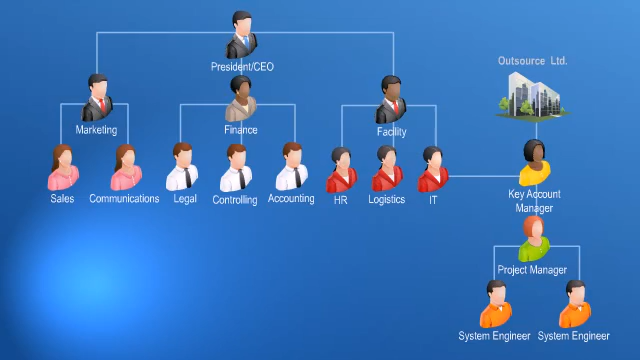 President/CEO
Outsource Ltd.
Marketing
Finance
Facility
Sales
Communications
Legal
Controlling
Accounting
HR
Logistics
IT
Key Account
Manager
Project Manager
System Engineer
System Engineer